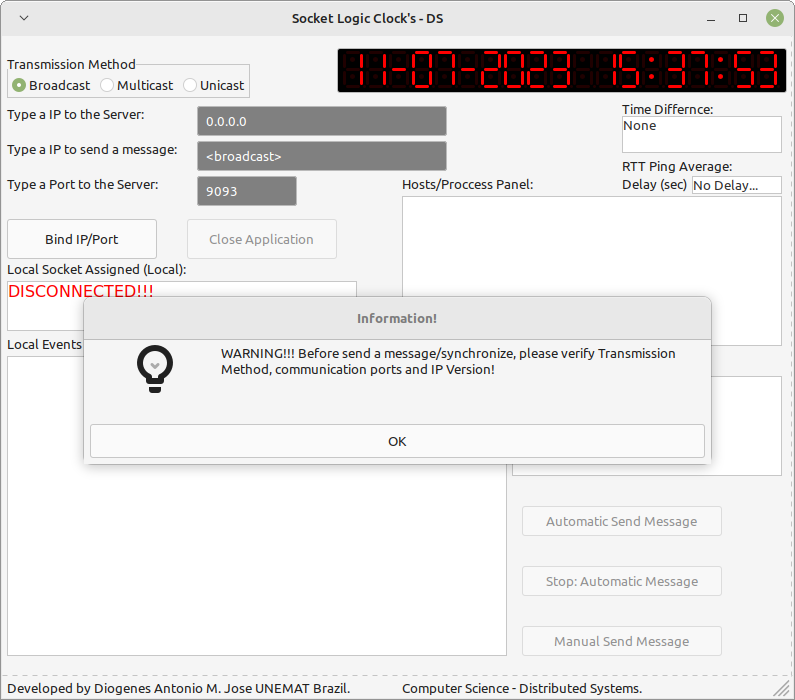 Socket Logic Clock's - DS
Transmission Method
Broadcast Multicast Unicast
11-07-2023 15:37:53
Type a IP to the Server:
0.0.0.0
Time Differnce:
None
Type a IP to send a message:
<broadcast>
RTT Ping Average:
Type a Port to the Server:
9093
Hosts/Proccess Panel:
Delay (sec) No Delay...
Bind IP/Port
Close Application
Local Socket Assigned (Local):
DISCONNECTED!!!
Information!
Local Events
WARNING!!! Before send a message/synchronize, please verify Transmission
Method, communication ports and IP Version!
OK
Automatic Send Message
Stop: Automatic Message
Manual Send Message
Developed by Diogenes Antonio M. Jose UNEMAT Brazil.
Computer Science - Distributed Systems.